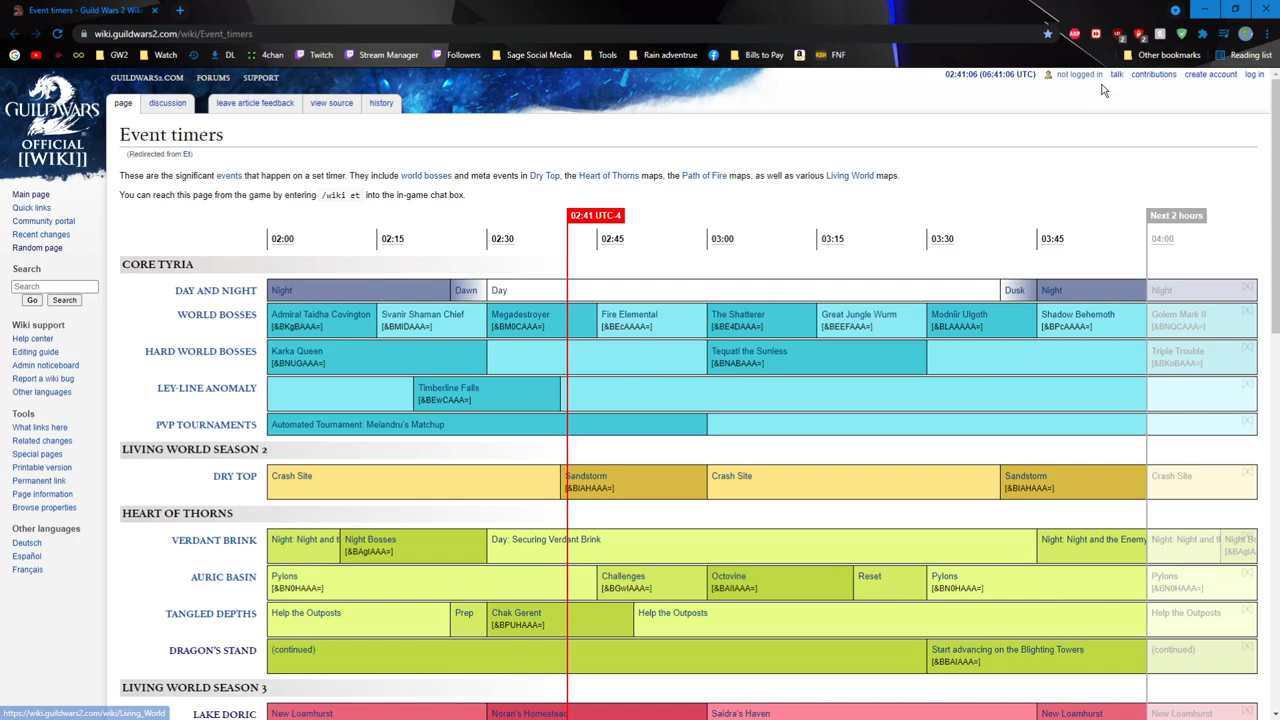 Event timers - Guild Wars 2 Wiki
wiki.guildwars2.com/wiki/Event_timers
GW2 Watch DL 4chan Twitch Stream Manager Followers Sage Social Media Tools Rain adventrue Bills to Pay FNF Other bookmarks Reading list
GUILDWARS2.COM FORUMS SUPPORT
02:41:06 (06:41:06 UTC) not logged in talk contributions create account log in
GUILDWARS
OFFICIAL
[[WIKI]]
page discussion leave article feedback view source history
Event timers
(Redirected from Et)
These are the significant events that happen on a set timer. They include world bosses and meta events in Dry Top, the Heart of Thorns maps, the Path of Fire maps, as well as various Living World maps.
You can reach this page from the game by entering /wiki et into the in-game chat box.
Main page
Quick links
Community portal
Recent changes
Random page
Search
Search
Go Search
Wiki support
Help center
Editing guide
Admin noticeboard
Report a wiki bug
Other languages
Tools
What links here
Related changes
Special pages
Printable version
Permanent link
Page information
Browse properties
Other languages
Deutsch
Español
Français
02:41 UTC-4 Next 2 hours
02:00 02:15 02:30 02:45 03:00 03:15 03:30 03:45 04:00
CORE TYRIA
DAY AND NIGHT Night Dawn Day Dusk Night Night [X]
WORLD BOSSES Admiral Taidha Covington Svanir Shaman Chief Megadestroyer Fire Elemental The Shatterer Great Jungle Wurm Modniir Ulgoth Shadow Behemoth Golem Mark II [X]
[&BKgBAAA=] [&BMIDAAA=] [&BM0CAAA=] [&BEcAAAA=] [&BE4DAAA=] [&BEEFAAA=] [&BLAAAAA=] [&BPcAAAA=] [&BNQCAAA=]
HARD WORLD BOSSES Karka Queen Tequatl the Sunless Triple Trouble [X]
[&BNUGAAA=] [&BNABAAA=] [&BKoBAAA=]
LEY-LINE ANOMALY Timberline Falls [X]
[&BEwCAAA=]
PVP TOURNAMENTS Automated Tournament: Melandru's Matchup [X]
LIVING WORLD SEASON 2
DRY TOP Crash Site Sandstorm Crash Site Sandstorm Crash Site [X]
[&BIAHAAA=] [&BIAHAAA=]
HEART OF THORNS
VERDANT BRINK Night: Night and t Night Bosses Day: Securing Verdant Brink Night: Night and the Enemy Night: Night and t Night B
[&BAgIAAA=] [&BAgIA
AURIC BASIN Pylons Challenges Octovine Reset Pylons Pylons [X]
[&BN0HAAA=] [&BGwIAAA=] [&BAIIAAA=] [&BN0HAAA=] [&BN0HAAA=]
TANGLED DEPTHS Help the Outposts Prep Chak Gerent Help the Outposts Help the Outposts [X]
[&BPUHAAA=]
DRAGON'S STAND (continued) Start advancing on the Blighting Towers (continued) [X]
[&BBAIAAA=]
LIVING WORLD SEASON 3
LAKE DORIC New Loamhurst Noran's Homestead Saidra's Haven New Loamhurst New Loamhurst [X]
https://wiki.guildwars2.com/wiki/Living_World